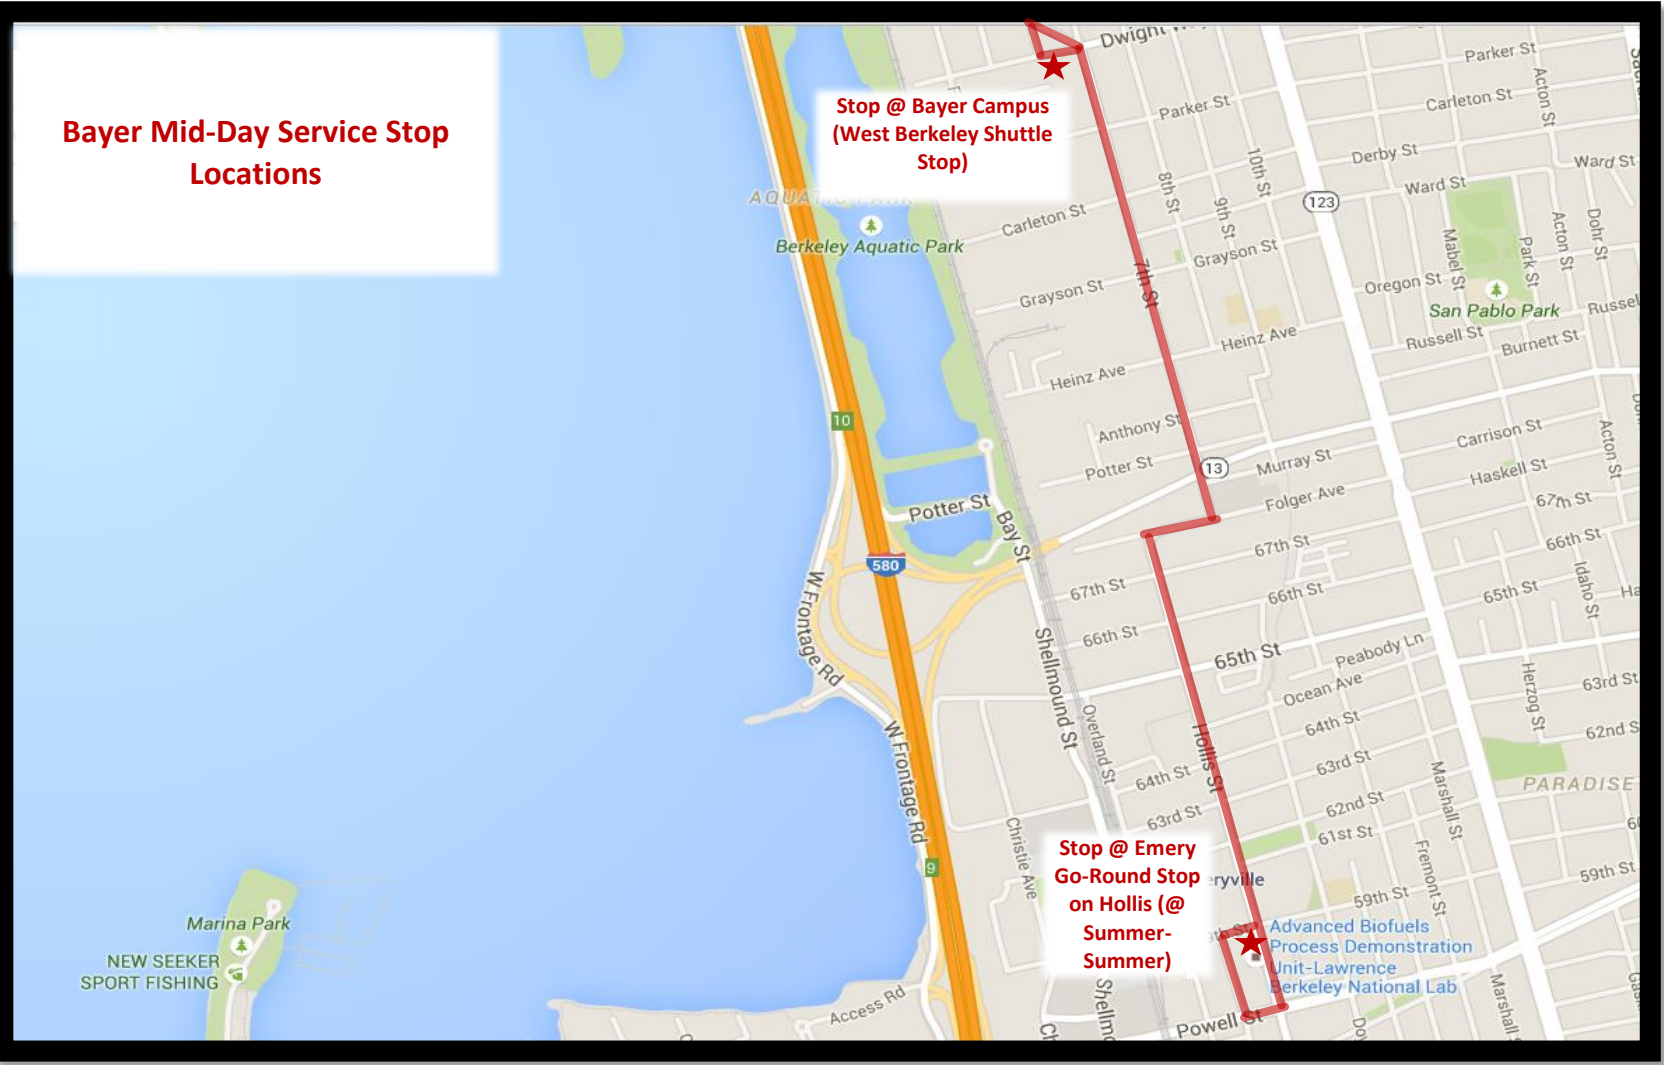 Bayer Mid-Day Service Stop
Locations
Stop @ Bayer Campus
(West Berkeley Shuttle
Stop)
Dwight
Parker St
Acton St
Carleton St
Parker St
Derby St
Ward St
Ward St
10th St
8th St
9th St
123
AQUATIC PARK
Berkeley Aquatic Park
Carleton St
Grayson St
Mabel St
Park St
Acton St
Dohr St
7th St
Grayson St
Oregon St
San Pablo Park
Russel
Russell St
Burnett St
Heinz Ave
Heinz Ave
10
Anthony St
Potter St
13
Murray St
Carrison St
Acton St
Haskell St
Folger Ave
67th St
Potter St
Bay St
67th St
66th St
580
67th St
66th St
65th St
Idaho St
W Frontage Rd
66th St
65th St
Peabody Ln
Shellmound St
Ocean Ave
Herzog St
63rd St
Overland St
64th St
62nd S
W Frontage Rd
Hollis St
63rd St
64th St
Marshall St
PARADISE
62nd St
63rd St
61st St
Christie Ave
Stop @ Emery
Go-Round Stop
on Hollis (@
Summer-
Summer)
eryville
Fremont St
59th St
59th St
9
Marina Park
NEW SEEKER
SPORT FISHING
9th St
Advanced Biofuels
Process Demonstration
Unit-Lawrence
Berkeley National Lab
Access Rd
Shellm
Powell St
Marshall S